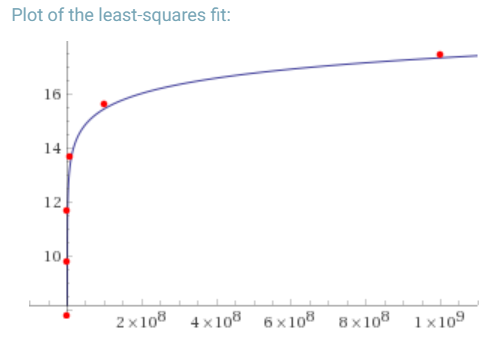 Plot of the least-squares fit:
16
14
12
10
2×10⁸ 4×10⁸ 6×10⁸ 8×10⁸ 1×10⁹